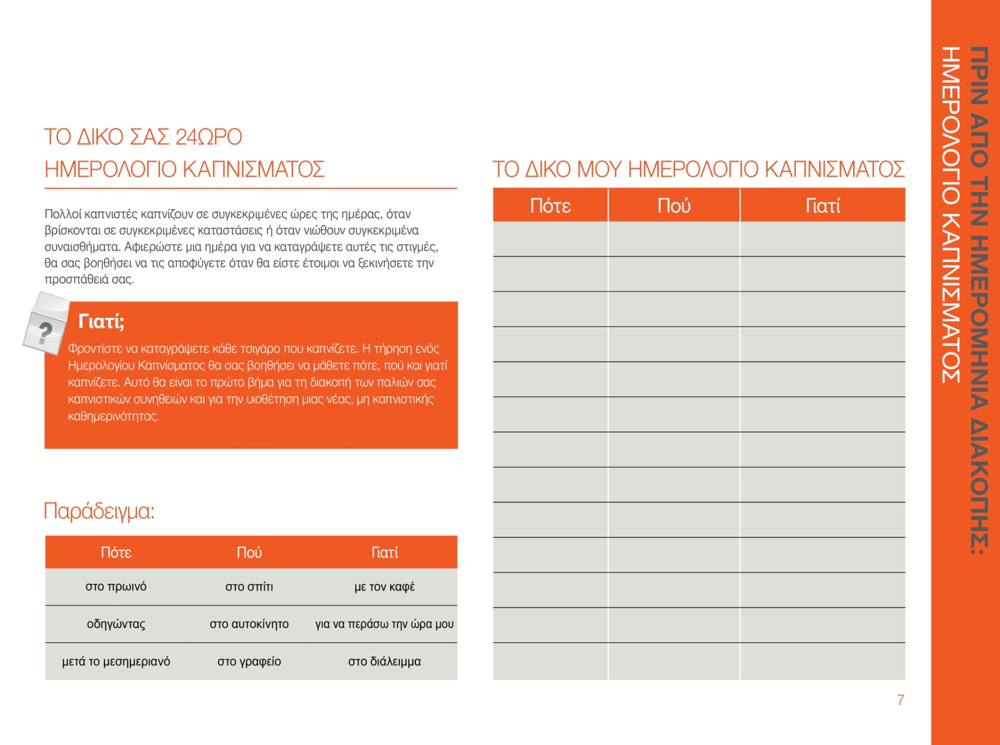 ΤΟ ΔΙΚΟ ΣΑΣ 24ΩΡΟ
ΗΜΕΡΟΛΟΓΙΟ ΚΑΠΝΙΣΜΑΤΟΣ
Πολλοί καπνιστές καπνίζουν σε συγκεκριμένες ώρες της ημέρας, όταν
βρίσκονται σε συγκεκριμένες καταστάσεις ή όταν νιώθουν συγκεκριμένα
συναισθήματα. Αφιερώστε μια ημέρα για να καταγράψετε αυτές τις στιγμές,
θα σας βοηθήσει να τις αποφύγετε όταν θα είστε έτοιμοι να ξεκινήσετε την
προσπάθειά σας.
?
Γιατί;
Φροντίστε να καταγράψετε κάθε τσιγάρο που καπνίζετε. Η τήρηση ενός
Ημερολογίου Καπνίσματος θα σας βοηθήσει να μάθετε πότε, πού και γιατί
καπνίζετε. Αυτό θα είναι το πρώτο βήμα για τη διακοπή των παλιών σας
καπνιστικών συνηθειών και για την υιοθέτηση μιας νέας, μη καπνιστικής
καθημερινότητας.
Παράδειγμα:
Πότε Πού Γιατί
στο πρωινό στο σπίτι με τον καφέ
οδηγώντας στο αυτοκίνητο για να περάσω την ώρα μου
μετά το μεσημεριανό στο γραφείο στο διάλειμμα
ΤΟ ΔΙΚΟ ΜΟΥ ΗΜΕΡΟΛΟΓΙΟ ΚΑΠΝΙΣΜΑΤΟΣ
Πότε Πού Γιατί
7
ΠΡΙΝ ΑΠΟ ΤΗΝ ΗΜΕΡΟΜΗΝΙΑ ΔΙΑΚΟΠΗΣ:
ΗΜΕΡΟΛΟΓΙΟ ΚΑΠΝΙΣΜΑΤΟΣ